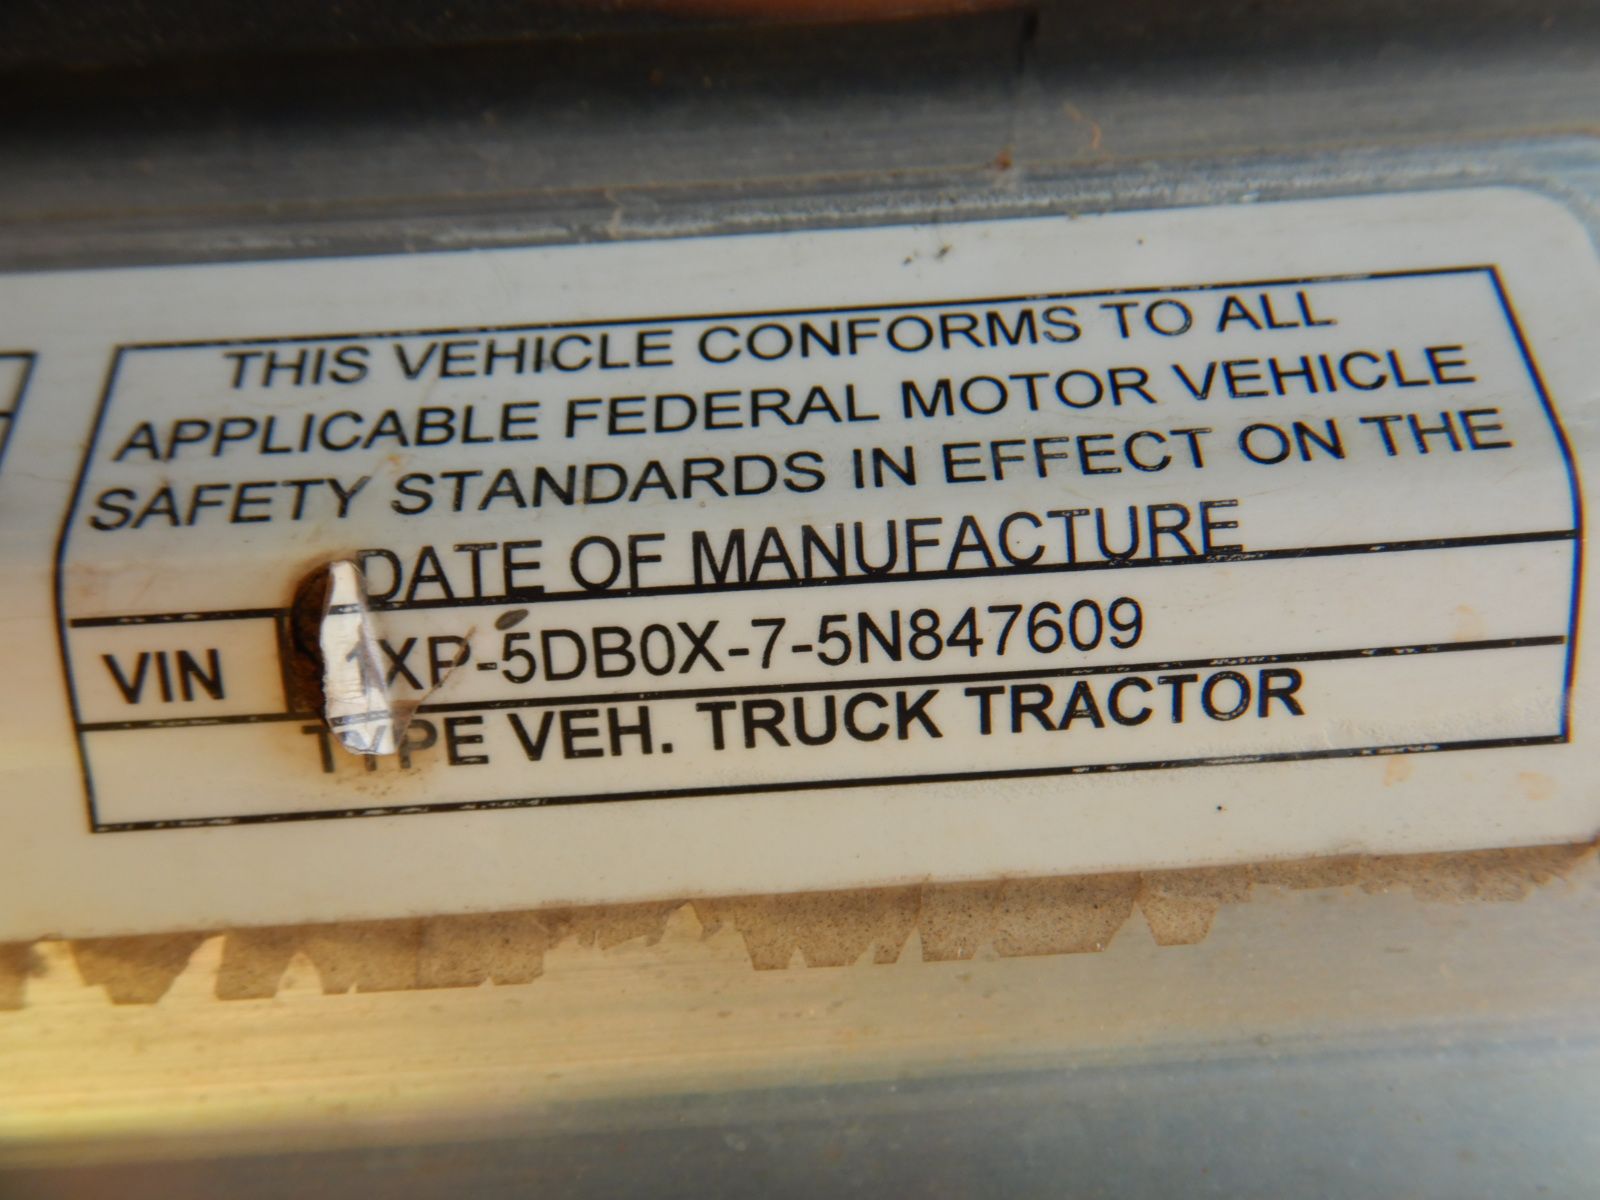 THIS VEHICLE CONFORMS TO ALL
APPLICABLE FEDERAL MOTOR VEHICLE
SAFETY STANDARDS IN EFFECT ON THE
DATE OF MANUFACTURE
VIN 1XP-5DB0X-7-5N847609
TYPE VEH. TRUCK TRACTOR